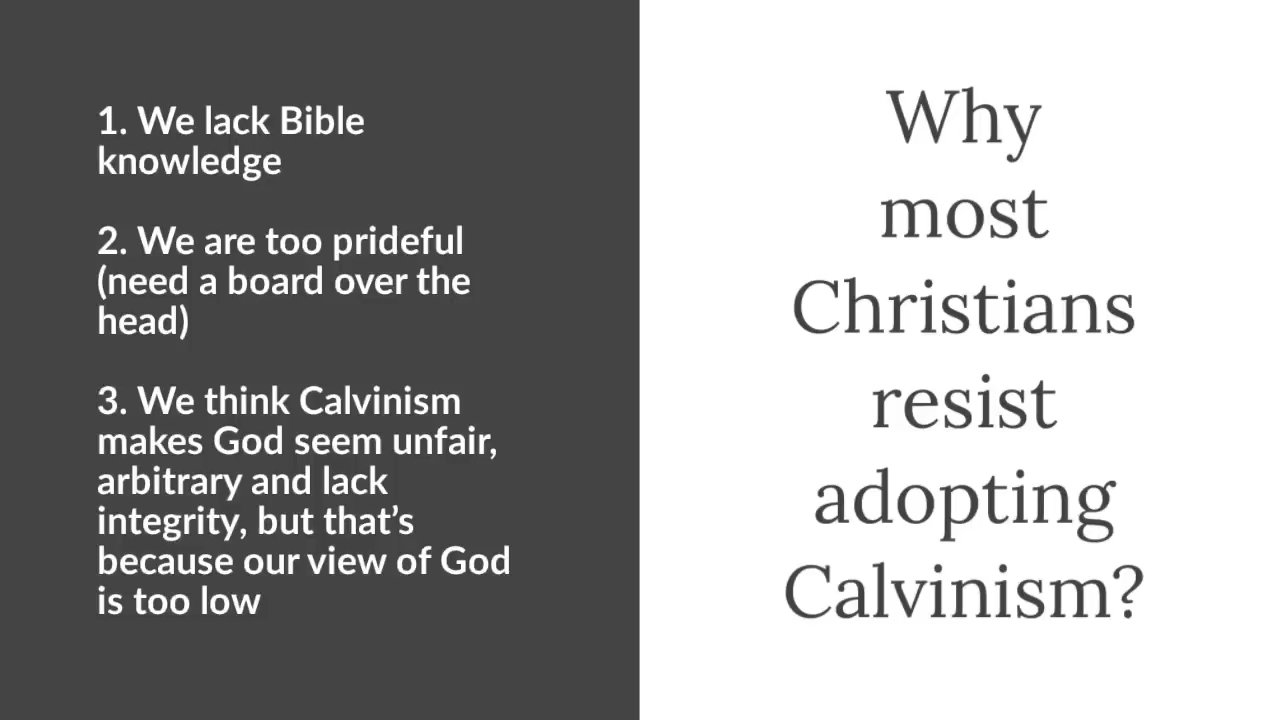 1. We lack Bible
knowledge
2. We are too prideful
(need a board over the
head)
3. We think Calvinism
makes God seem unfair,
arbitrary and lack
integrity, but that’s
because our view of God
is too low
Why
most
Christians
resist
adopting
Calvinism?